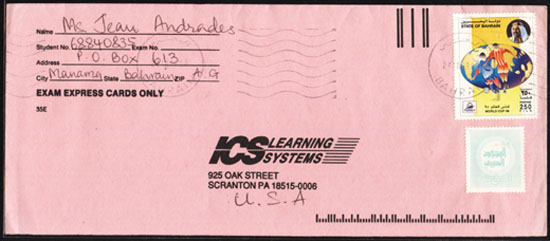 Name Ms Jean Andrades
Student No. 68840835 Exam No.
Address P.O. Box 613
City Manama State Bahrain ZIP A.G
EXAM EXPRESS CARDS ONLY
35E
STATE OF BAHRAIN
250
WORLD CUP 98
BAHRAIN
ICS LEARNING
SYSTEMS
925 OAK STREET
SCRANTON PA 18515-0006
U.S.A